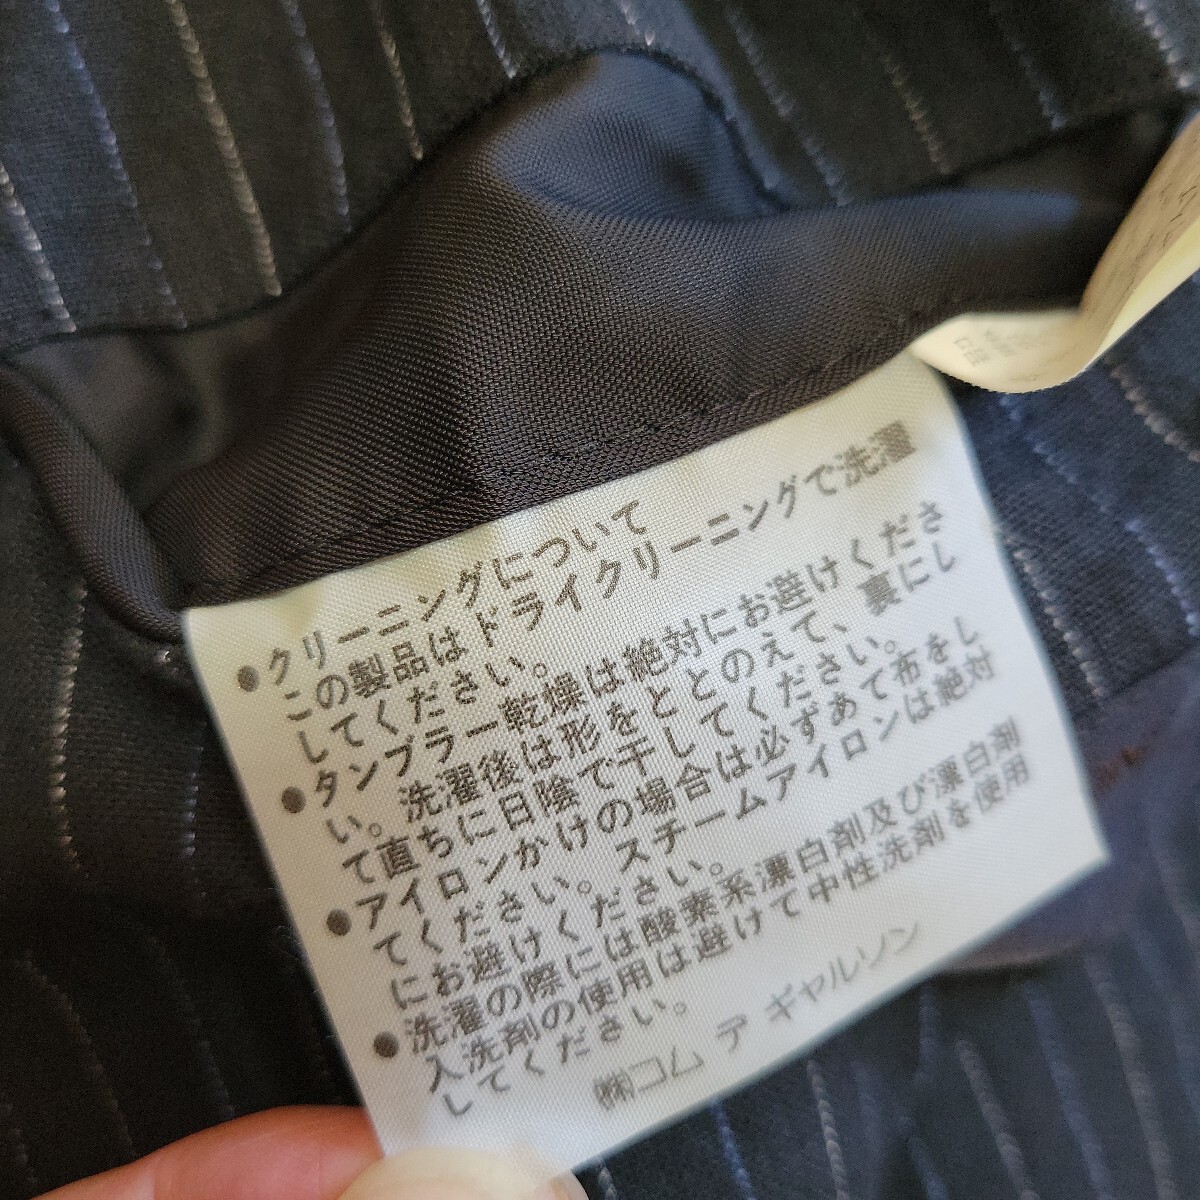 ●クリーニングについて
この製品はドライクリーニングで洗濯
してください。
●タンブラー乾燥は絶対にお避けくださ
い。洗濯後は形をととのえて、裏にし
て直ちに日陰で干してください。
●アイロンかけの場合は必ずあて布をし
てください。スチームアイロンは絶対
にお避けください。
●洗濯の際には酸素系漂白剤及び漂白剤
入洗剤の使用は避けて中性洗剤を使用
してください。
㈱コム デ ギャルソン